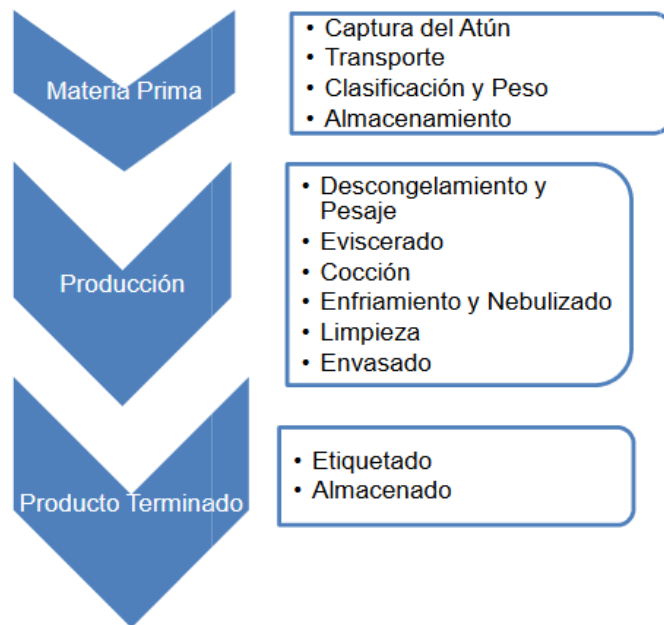 Materia Prima
• Captura del Atún
• Transporte
• Clasificación y Peso
• Almacenamiento
Producción
• Descongelamiento y
Pesaje
• Eviscerado
• Cocción
• Enfriamiento y Nebulizado
• Limpieza
• Envasado
Producto Terminado
• Etiquetado
• Almacenado